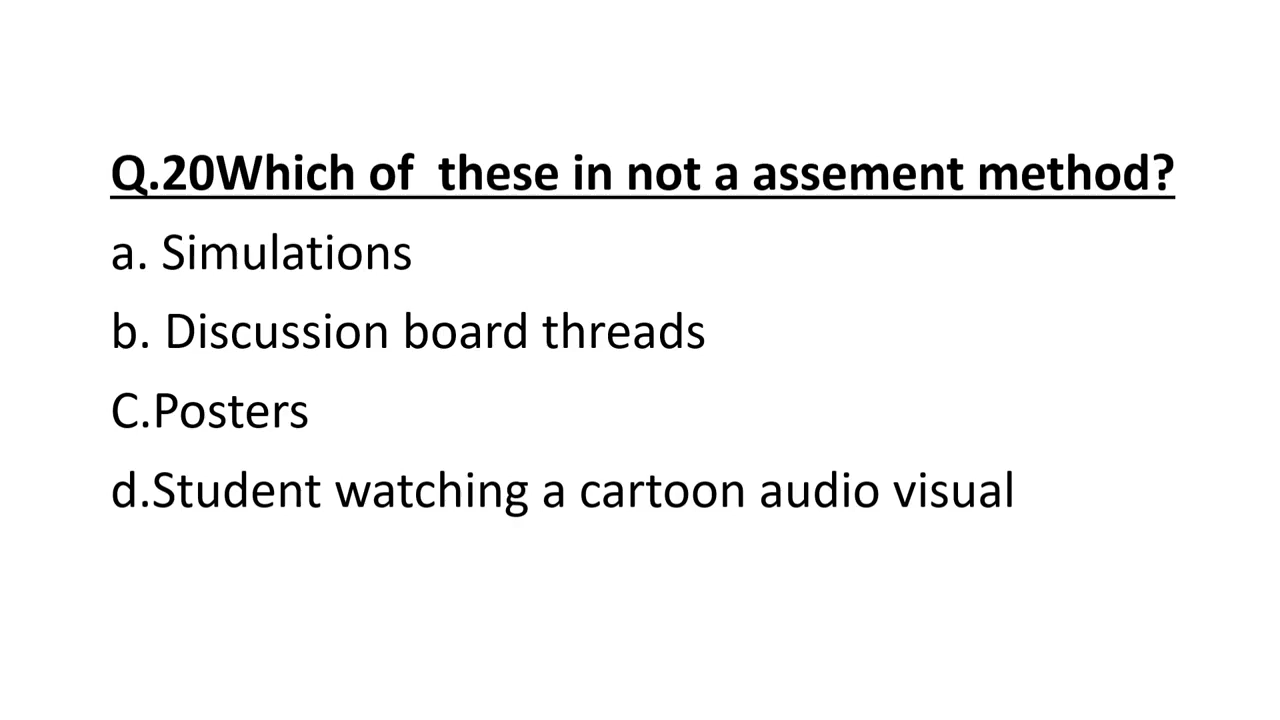 Q.20Which of  these in not a assement method?
a. Simulations
b. Discussion board threads
C.Posters
d.Student watching a cartoon audio visual